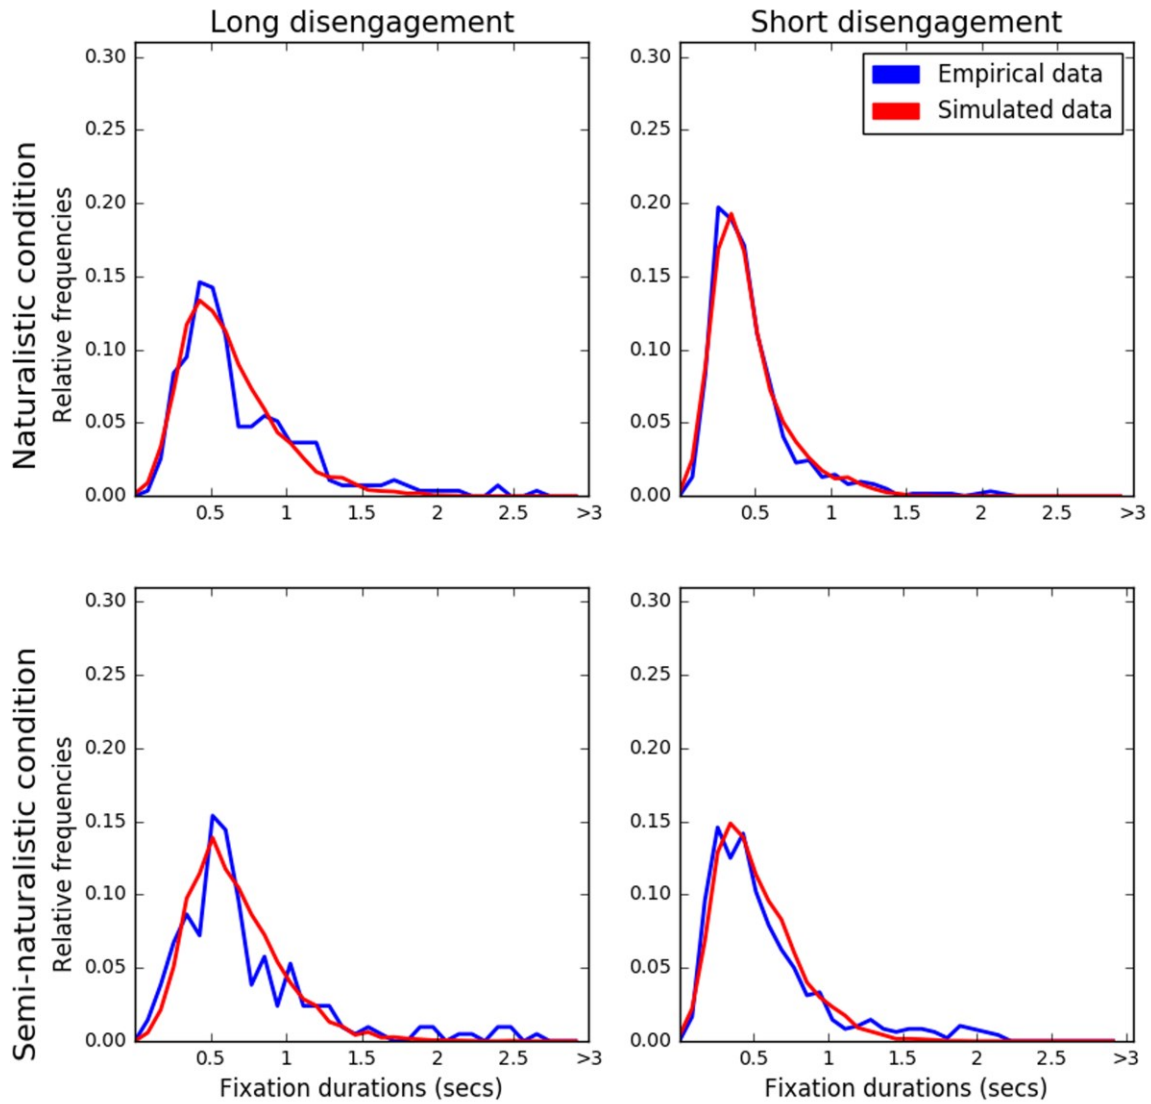 Long disengagement
Short disengagement
Naturalistic condition
Relative frequencies
0.30
0.25
0.20
0.15
0.10
0.05
0.00
0.5 1 1.5 2 2.5 >3
0.30
0.25
0.20
0.15
0.10
0.05
0.00
0.5 1 1.5 2 2.5 >3
Empirical data
Simulated data
Semi-naturalistic condition
Relative frequencies
0.30
0.25
0.20
0.15
0.10
0.05
0.00
0.5 1 1.5 2 2.5 >3
Fixation durations (secs)
0.30
0.25
0.20
0.15
0.10
0.05
0.00
0.5 1 1.5 2 2.5 >3
Fixation durations (secs)